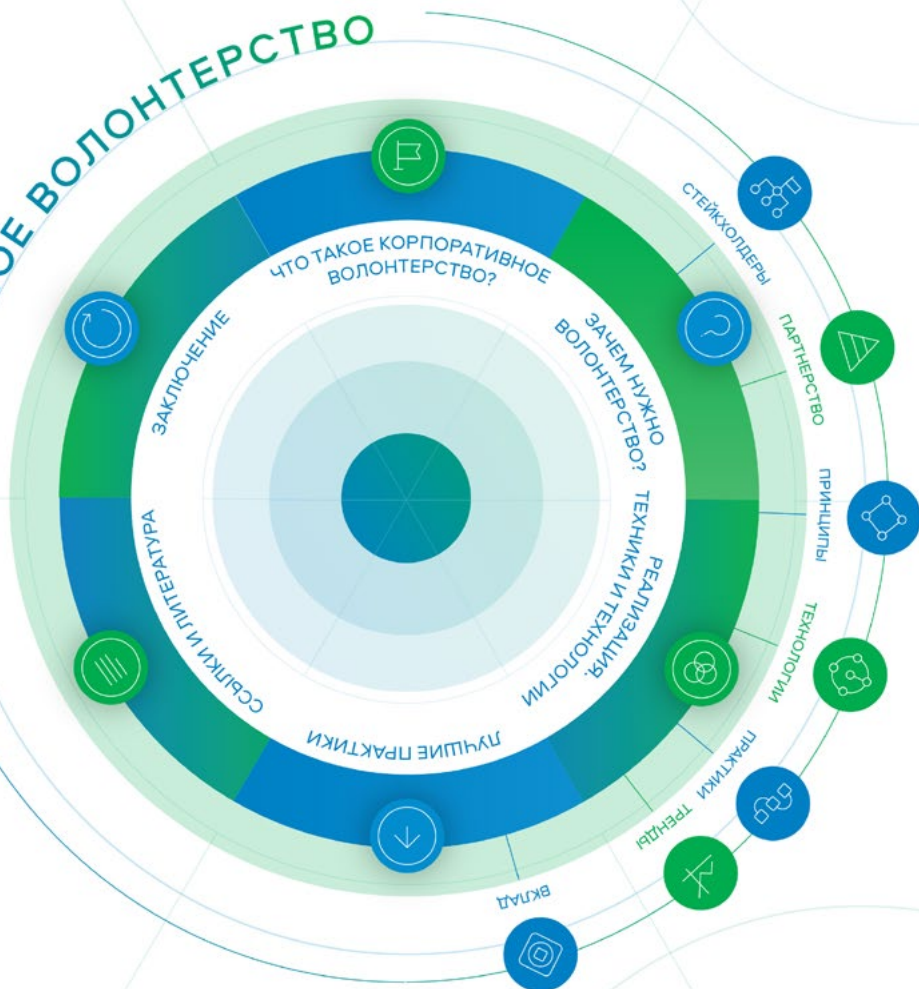 ОЕ ВОЛОНТЕРСТВО
ЧТО ТАКОЕ КОРПОРАТИВНОЕ
ВОЛОНТЕРСТВО?
ЗАЧЕМ НУЖНО
ВОЛОНТЕРСТВО?
РЕАЛИЗАЦИЯ.
ТЕХНИКИ И ТЕХНОЛОГИИ
ЛУЧШИЕ ПРАКТИКИ
ССЫЛКИ И ЛИТЕРАТУРА
ЗАКЛЮЧЕНИЕ
СТЕЙКХОЛДЕРЫ
ПАРТНЕРСТВО
ПРИНЦИПЫ
ТЕХНОЛОГИИ
ПРАКТИКИ
ТРЕНДЫ
ВКЛАД